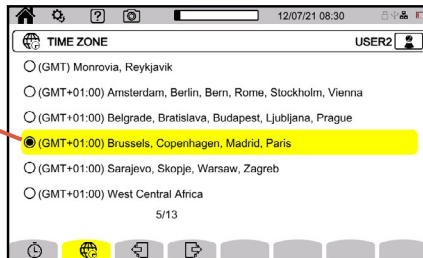 12/07/21 08:30
TIME ZONE
USER2
(GMT) Monrovia, Reykjavik
(GMT+01:00) Amsterdam, Berlin, Bern, Rome, Stockholm, Vienna
(GMT+01:00) Belgrade, Bratislava, Budapest, Ljubljana, Prague
(GMT+01:00) Brussels, Copenhagen, Madrid, Paris
(GMT+01:00) Sarajevo, Skopje, Warsaw, Zagreb
(GMT+01:00) West Central Africa
5/13